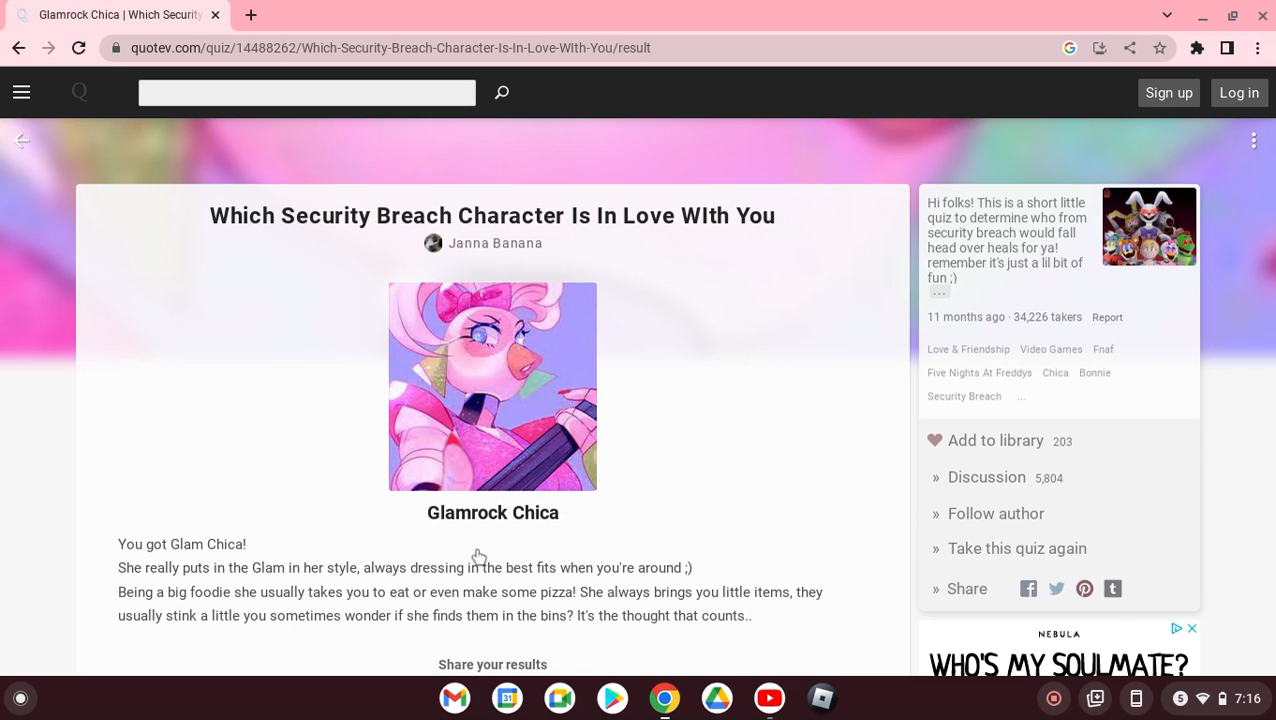 Glamrock Chica | Which Security
quotev.com/quiz/14488262/Which-Security-Breach-Character-Is-In-Love-WIth-You/result
Q
Sign up
Log in
Which Security Breach Character Is In Love WIth You
Janna Banana
Glamrock Chica
You got Glam Chica!
She really puts in the Glam in her style, always dressing in the best fits when you're around ;)
Being a big foodie she usually takes you to eat or even make some pizza! She always brings you little items, they
usually stink a little you sometimes wonder if she finds them in the bins? It's the thought that counts..
Share your results
Hi folks! This is a short little
quiz to determine who from
security breach would fall
head over heals for ya!
remember it's just a lil bit of
fun ;)
...
11 months ago · 34,226 takers Report
Love & Friendship Video Games Fnaf
Five Nights At Freddys Chica Bonnie
Security Breach ...
Add to library 203
» Discussion 5,804
» Follow author
» Take this quiz again
» Share
NEBULA
WHO'S MY SOULMATE?
31
5
7:16